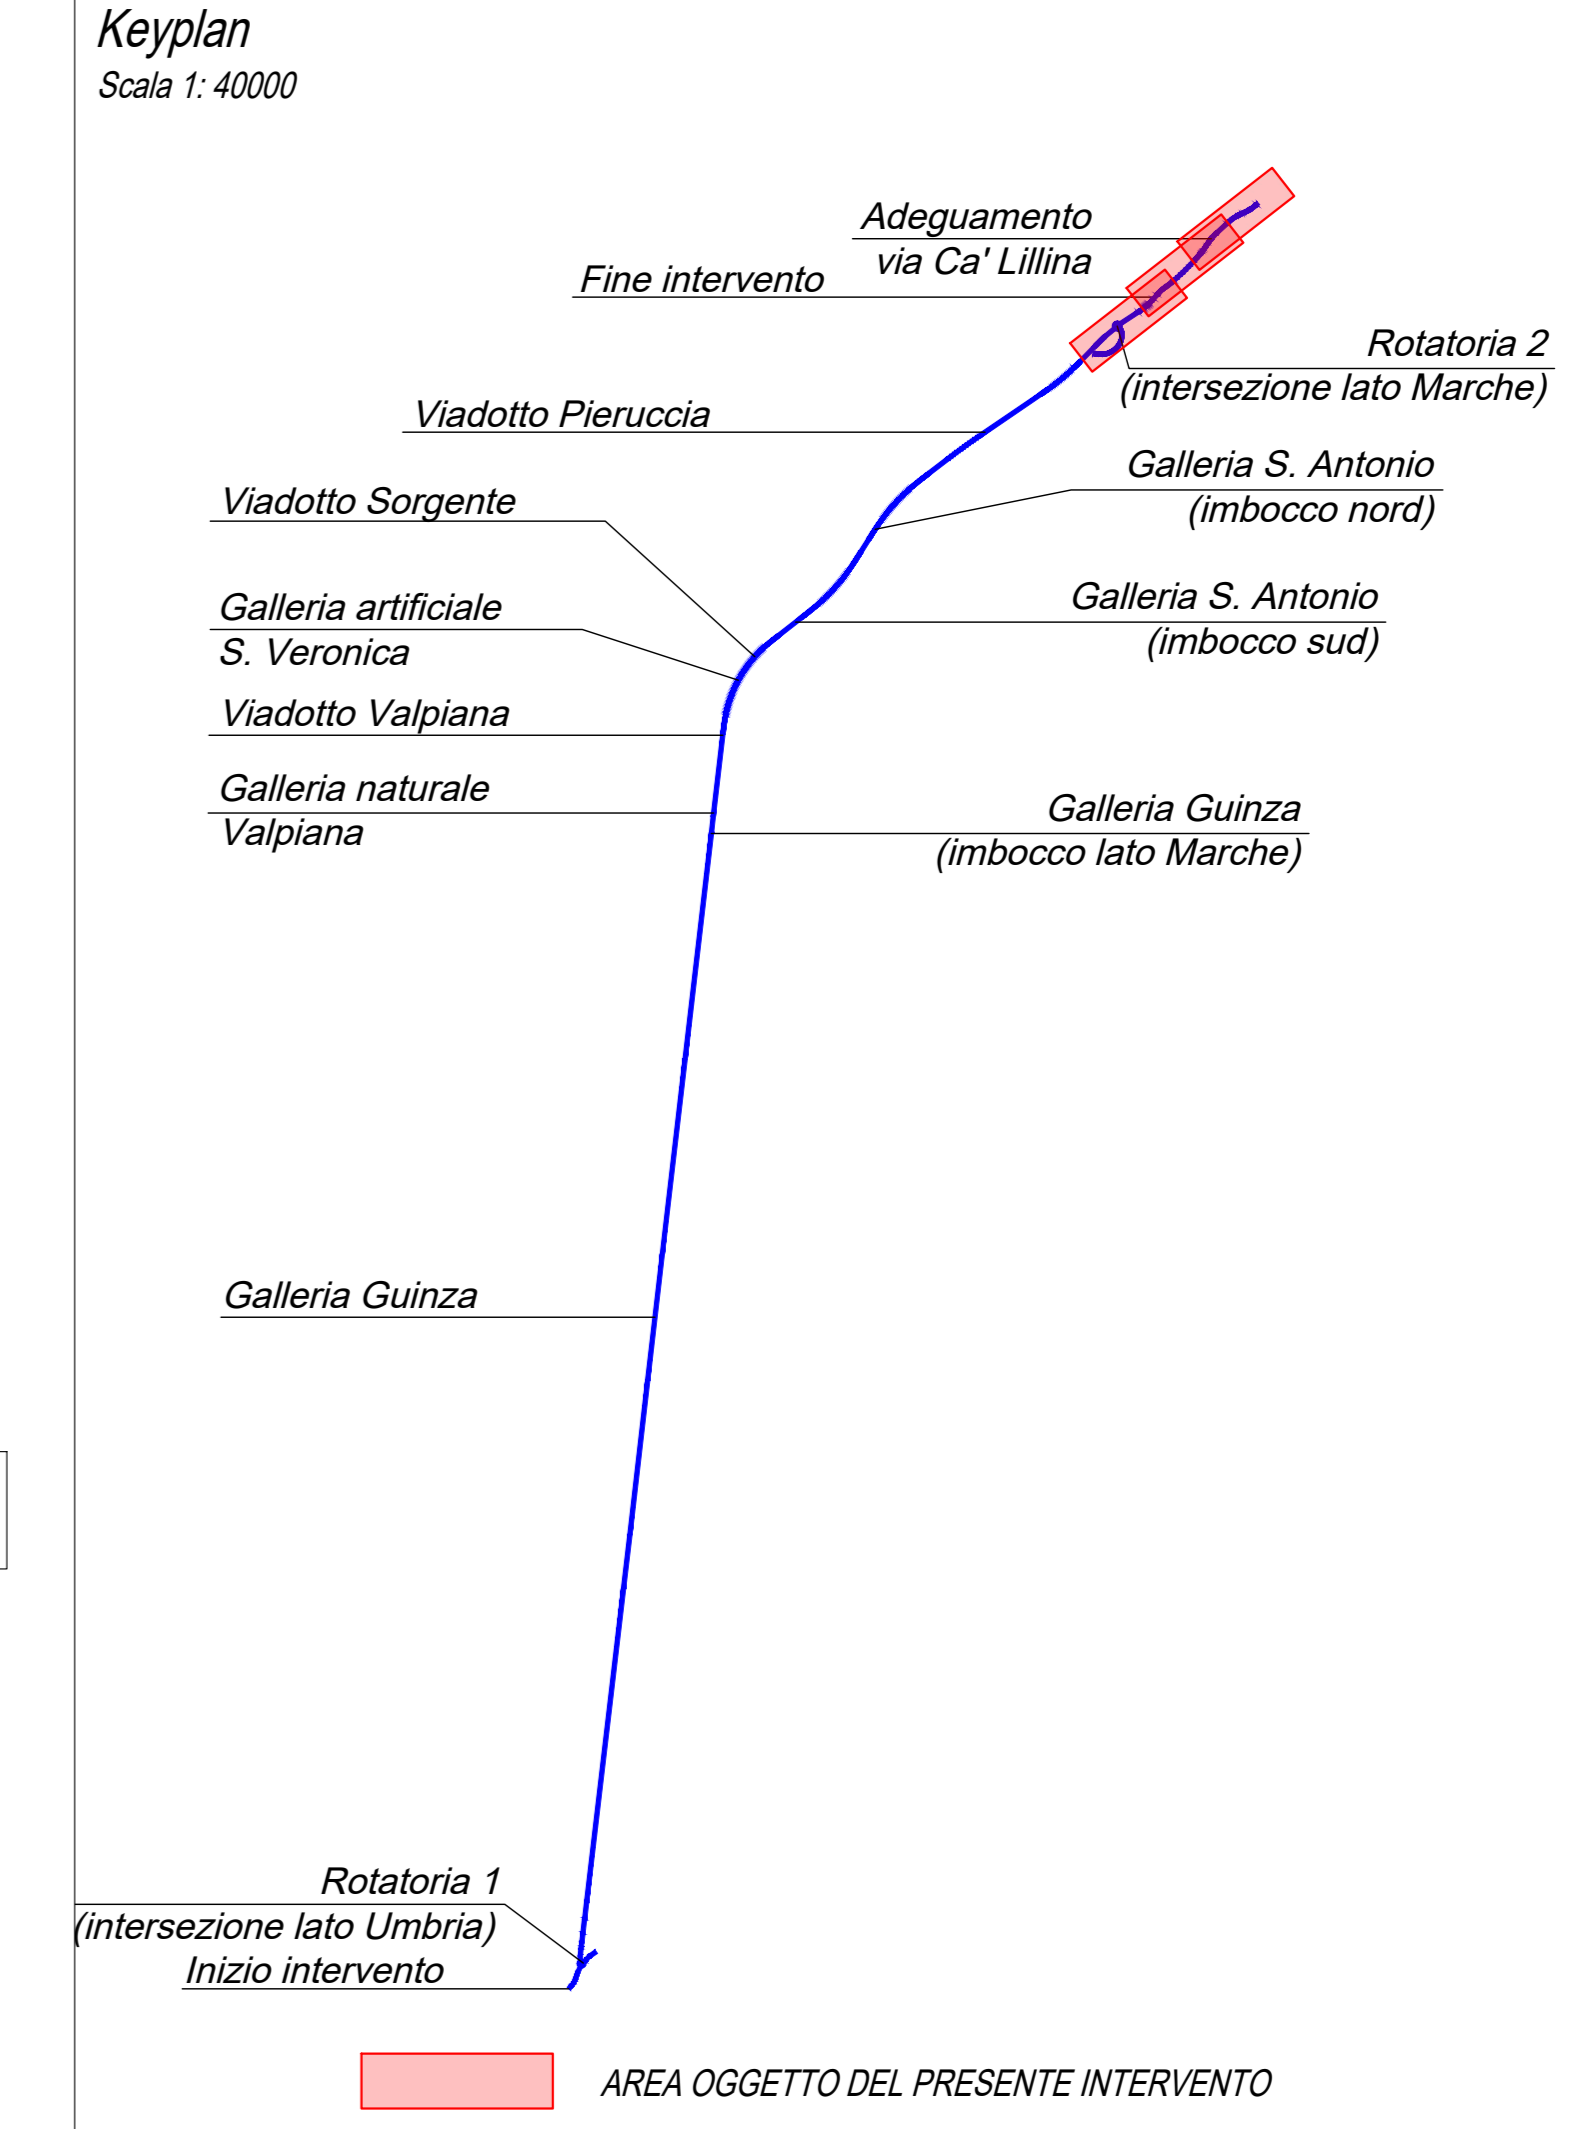 Keyplan
Scala 1: 40000
Adeguamento
via Ca' Lillina
Fine intervento
Rotatoria 2
(intersezione lato Marche)
Viadotto Pieruccia
Galleria S. Antonio
(imbocco nord)
Viadotto Sorgente
Galleria S. Antonio
(imbocco sud)
Galleria artificiale
S. Veronica
Viadotto Valpiana
Galleria naturale
Valpiana
Galleria Guinza
(imbocco lato Marche)
Galleria Guinza
Rotatoria 1
(intersezione lato Umbria)
Inizio intervento
AREA OGGETTO DEL PRESENTE INTERVENTO